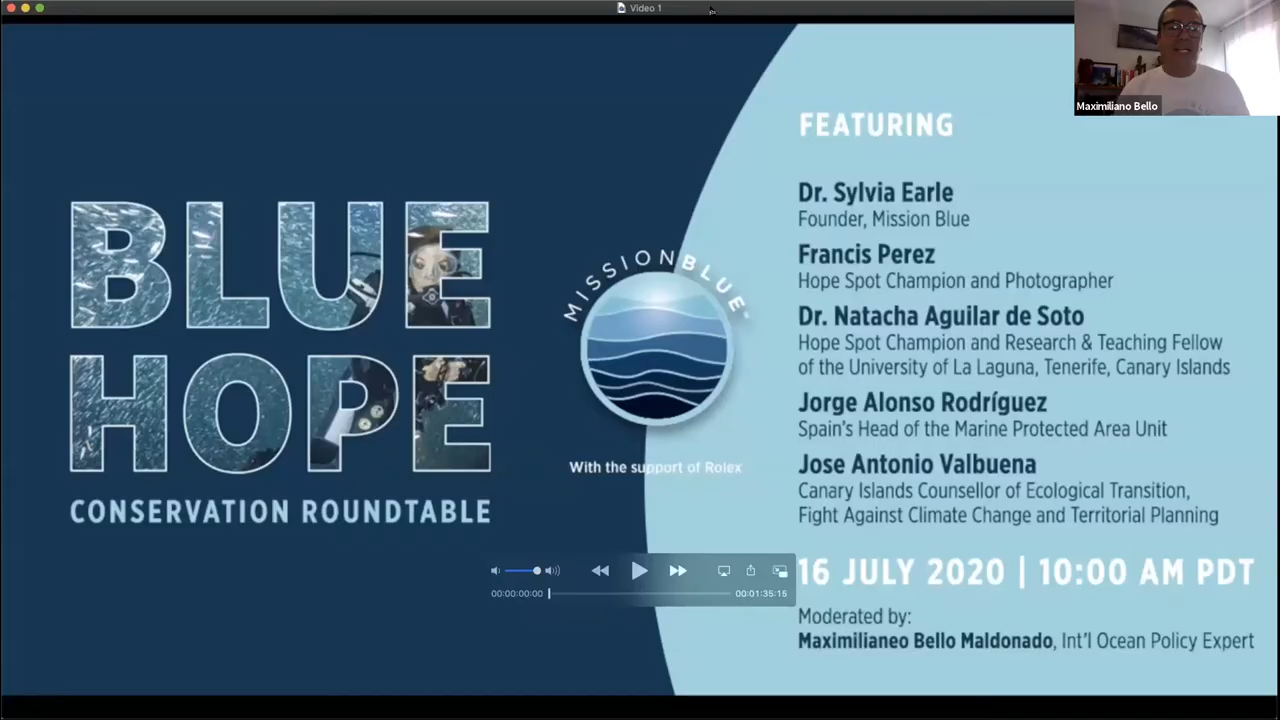 Video 1
Maximiliano Bello
BLUE
HOPE
CONSERVATION ROUNDTABLE
MISSION BLUE™
With the support of Rolex
FEATURING
Dr. Sylvia Earle
Founder, Mission Blue
Francis Perez
Hope Spot Champion and Photographer
Dr. Natacha Aguilar de Soto
Hope Spot Champion and Research & Teaching Fellow
of the University of La Laguna, Tenerife, Canary Islands
Jorge Alonso Rodríguez
Spain's Head of the Marine Protected Area Unit
Jose Antonio Valbuena
Canary Islands Counsellor of Ecological Transition,
Fight Against Climate Change and Territorial Planning
16 JULY 2020 | 10:00 AM PDT
Moderated by:
Maximilianeo Bello Maldonado, Int'l Ocean Policy Expert
00:00:00:00
00:01:35:15